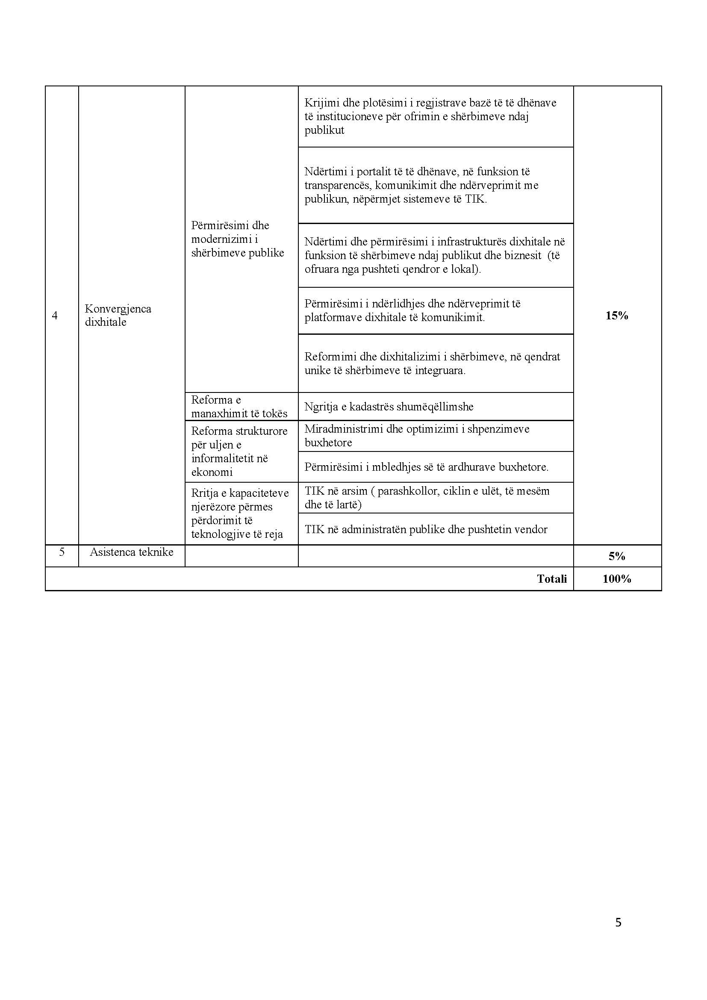 4
Konvergjenca
dixhitale
Përmirësimi dhe
modernizimi i
shërbimeve publike
Krijimi dhe plotësimi i regjistrave bazë të të dhënave
të institucioneve për ofrimin e shërbimeve ndaj
publikut
Ndërtimi i portalit të të dhënave, në funksion të
transparencës, komunikimit dhe ndërveprimit me
publikun, nëpërmjet sistemeve të TIK.
Ndërtimi dhe përmirësimi i infrastrukturës dixhitale në
funksion të shërbimeve ndaj publikut dhe biznesit  (të
ofruara nga pushteti qendror e lokal).
Përmirësimi i ndërlidhjes dhe ndërveprimit të
platformave dixhitale të komunikimit.
Reformimi dhe dixhitalizimi i shërbimeve, në qendrat
unike të shërbimeve të integruara.
15%
Reforma e
manaxhimit të tokës
Ngritja e kadastrës shumëqëllimshe
Reforma strukturore
për uljen e
informalitetit në
ekonomi
Miradministrimi dhe optimizimi i shpenzimeve
buxhetore
Përmirësimi i mbledhjes së të ardhurave buxhetore.
Rritja e kapaciteteve
njerëzore përmes
përdorimit të
teknologjive të reja
TIK në arsim ( parashkollor, ciklin e ulët, të mesëm
dhe të lartë)
TIK në administratën publike dhe pushtetin vendor
5
Asistenca teknike
5%
Totali
100%
5